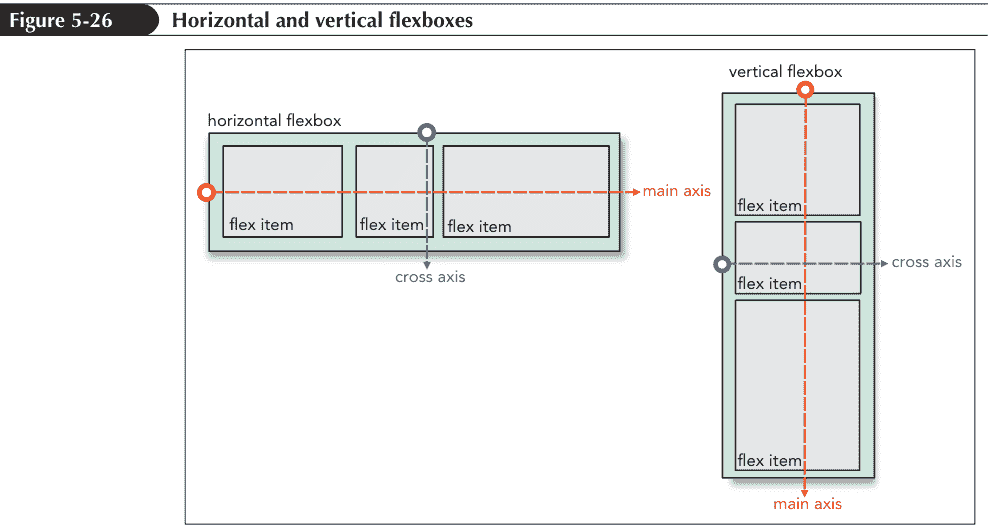 Figure 5-26 Horizontal and vertical flexboxes
horizontal flexbox
flex item flex item flex item
main axis
cross axis
vertical flexbox
flex item
cross axis
flex item
flex item
main axis